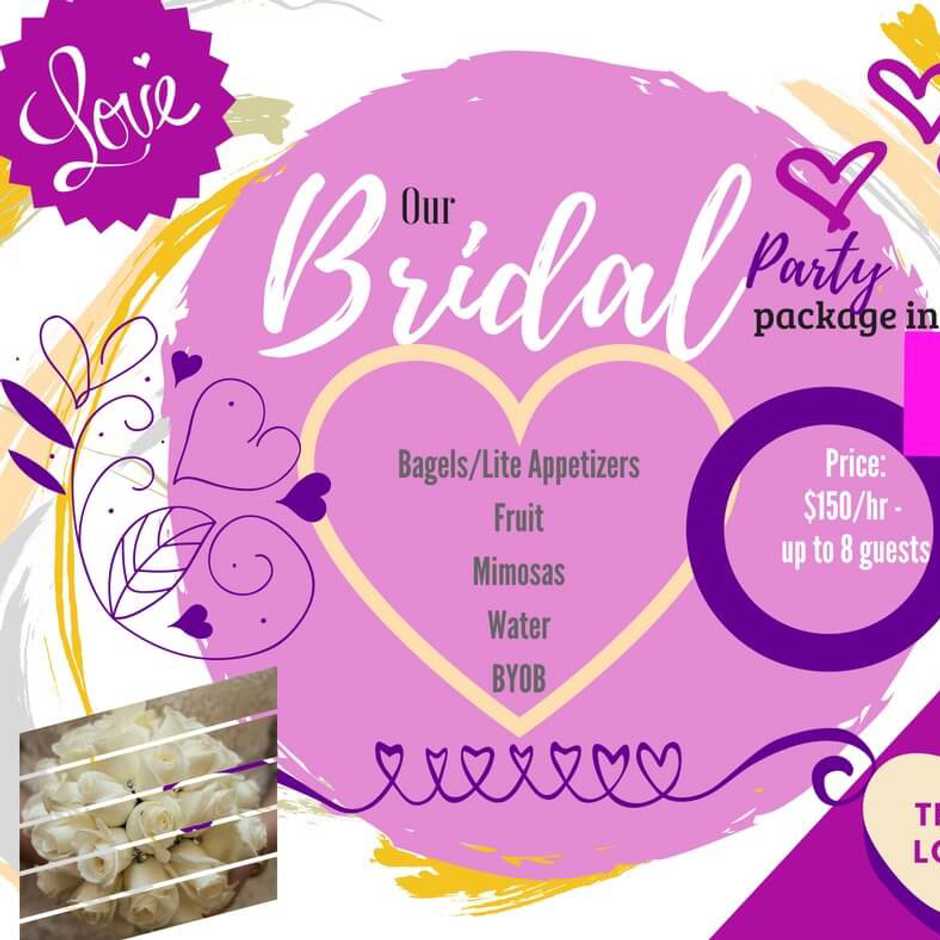 Love
Our
Bridal
Party
package in
Bagels/Lite Appetizers
Fruit
Mimosas
Water
BYOB
Price:
$150/hr -
up to 8 guests
LO